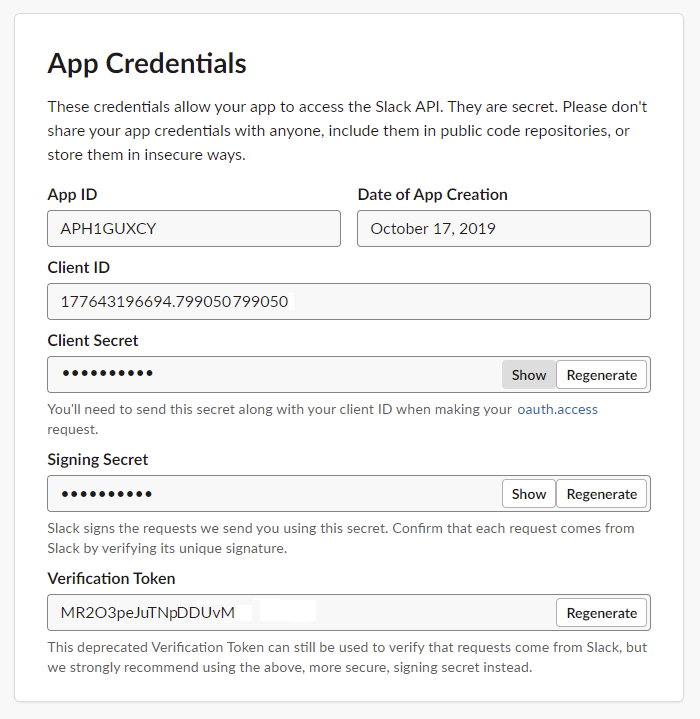 App Credentials
These credentials allow your app to access the Slack API. They are secret. Please don't
share your app credentials with anyone, include them in public code repositories, or
store them in insecure ways.
App ID
Date of App Creation
APH1GUXCY
October 17, 2019
Client ID
177643196694.799050799050
Client Secret
••••••••••
Show
Regenerate
You'll need to send this secret along with your client ID when making your oauth.access
request.
Signing Secret
••••••••••
Show
Regenerate
Slack signs the requests we send you using this secret. Confirm that each request comes from
Slack by verifying its unique signature.
Verification Token
MR2O3peJuTNpDDUvM
Regenerate
This deprecated Verification Token can still be used to verify that requests come from Slack, but
we strongly recommend using the above, more secure, signing secret instead.